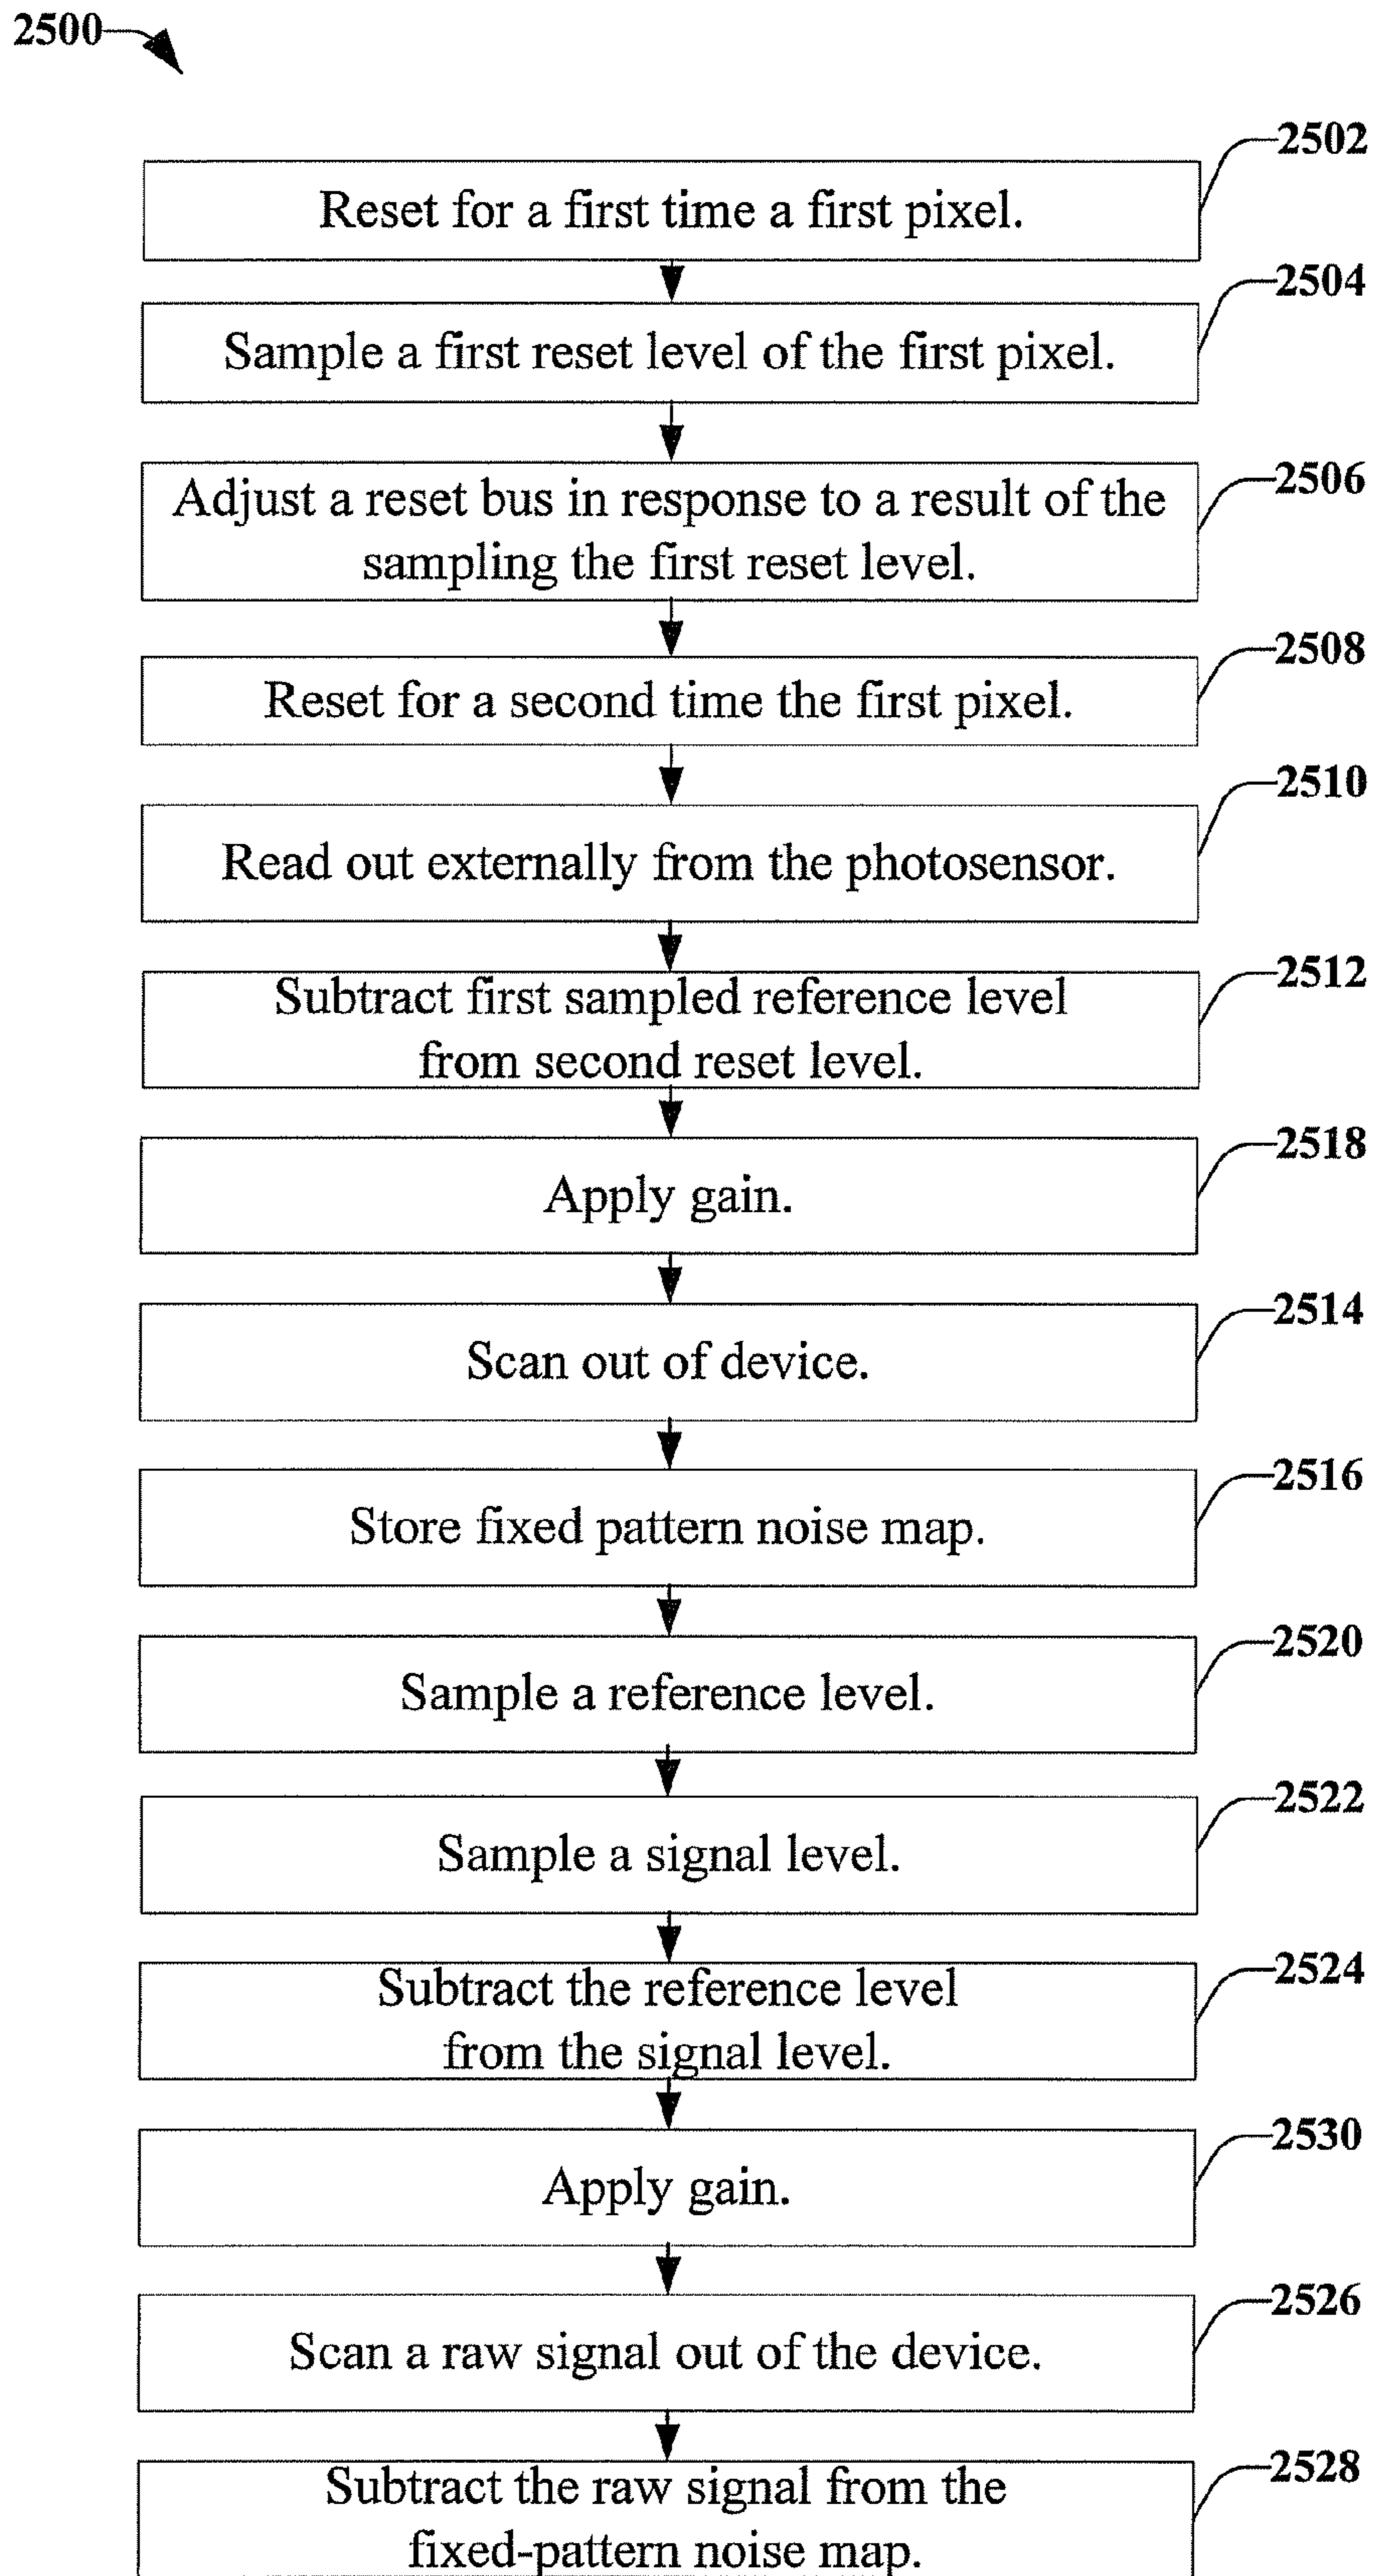 2500
2502
Reset for a first time a first pixel.
2504
Sample a first reset level of the first pixel.
2506
Adjust a reset bus in response to a result of the
sampling the first reset level.
2508
Reset for a second time the first pixel.
2510
Read out externally from the photosensor.
2512
Subtract first sampled reference level
from second reset level.
2518
Apply gain.
2514
Scan out of device.
2516
Store fixed pattern noise map.
2520
Sample a reference level.
2522
Sample a signal level.
2524
Subtract the reference level
from the signal level.
2530
Apply gain.
2526
Scan a raw signal out of the device.
2528
Subtract the raw signal from the
fixed-pattern noise map.